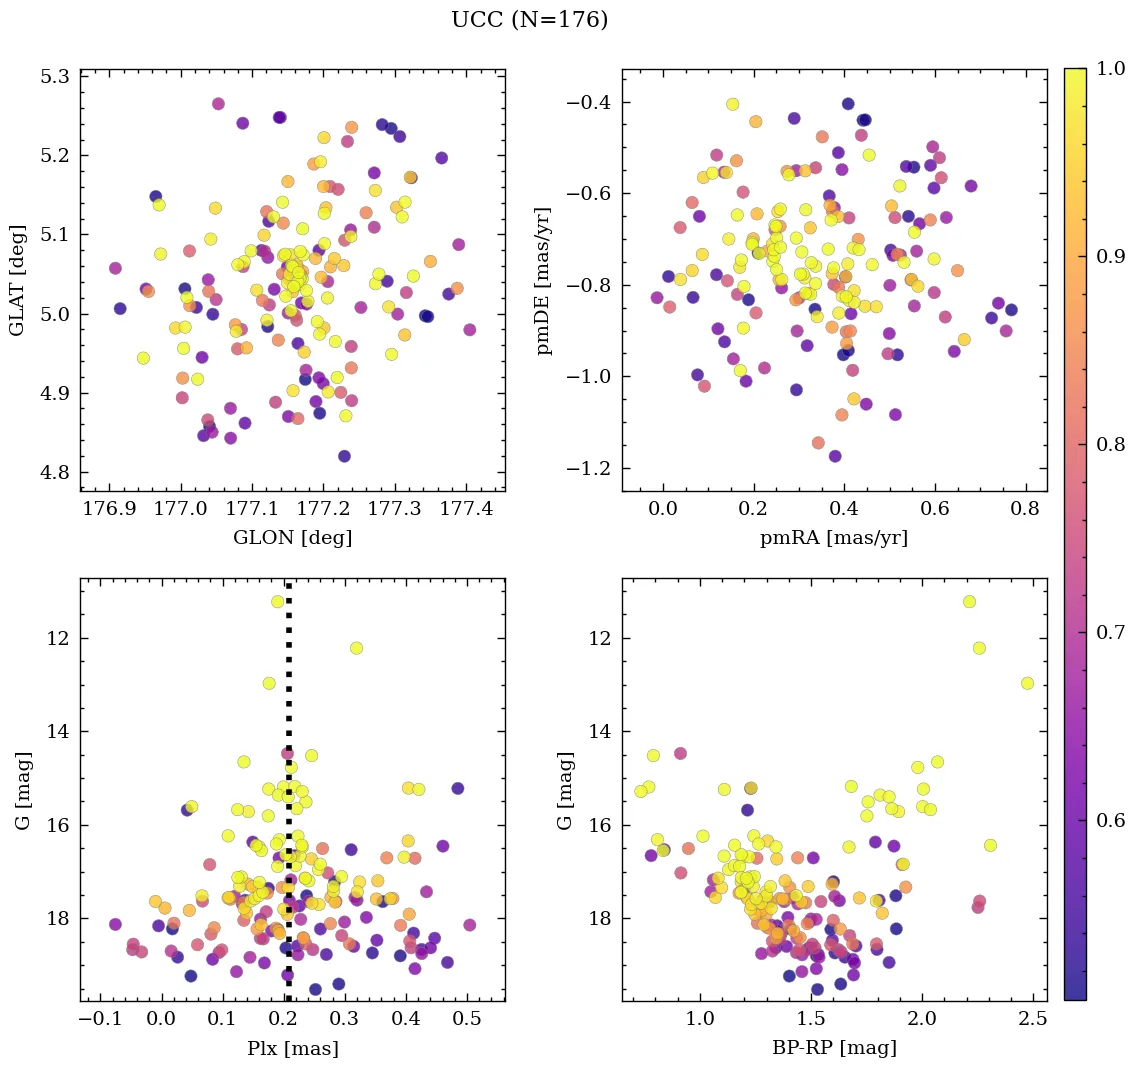 UCC (N=176)
5.3
5.2
5.1
5.0
4.9
4.8
GLAT [deg]
176.9 177.0 177.1 177.2 177.3 177.4
GLON [deg]
−0.4
−0.6
−0.8
−1.0
−1.2
pmDE [mas/yr]
0.0 0.2 0.4 0.6 0.8
pmRA [mas/yr]
12
14
16
18
G [mag]
−0.1 0.0 0.1 0.2 0.3 0.4 0.5
Plx [mas]
12
14
16
18
G [mag]
1.0 1.5 2.0 2.5
BP-RP [mag]
1.0
0.9
0.8
0.7
0.6